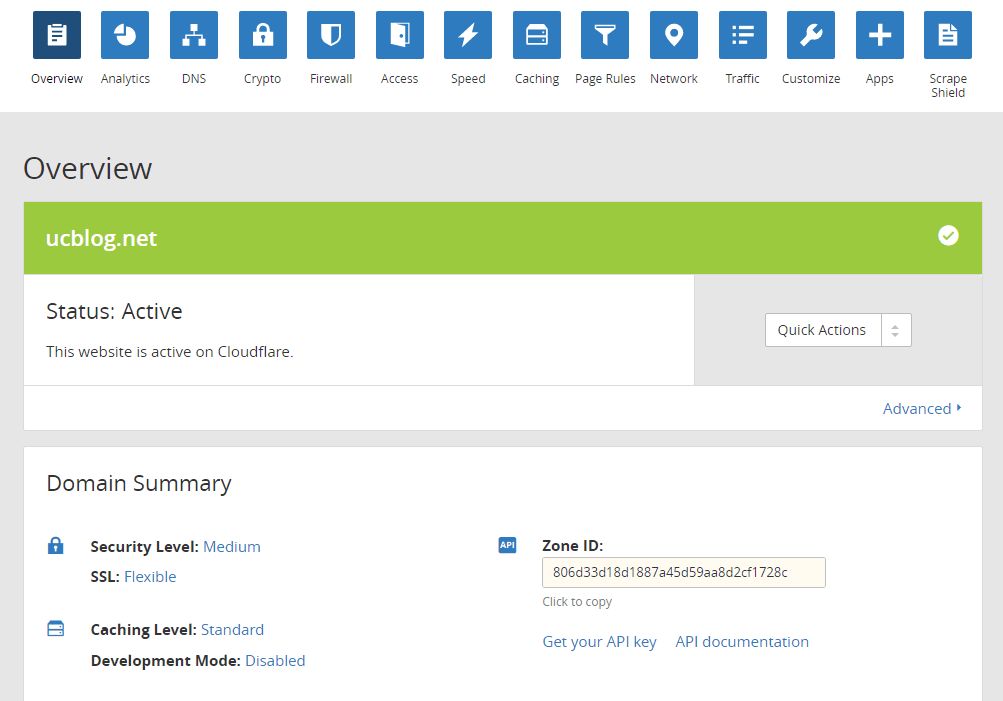 Overview Analytics DNS Crypto Firewall Access Speed Caching Page Rules Network Traffic Customize Apps Scrape
Shield
Overview
ucblog.net
Status: Active
This website is active on Cloudflare.
Quick Actions
Advanced
Domain Summary
Security Level: Medium
SSL: Flexible
Caching Level: Standard
Development Mode: Disabled
API
Zone ID:
806d33d18d1887a45d59aa8d2cf1728c
Click to copy
Get your API key API documentation